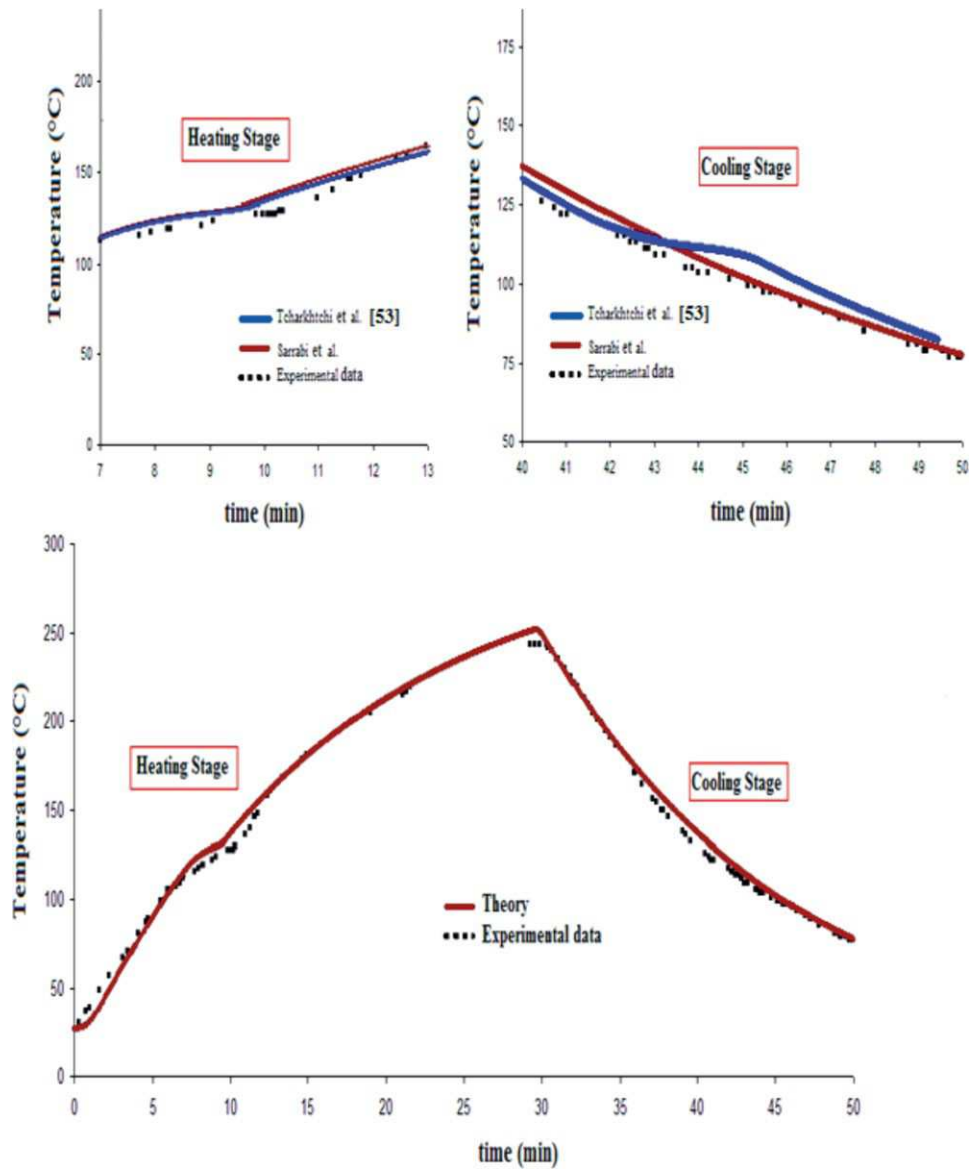 Temperature (°C)
200
150
100
50
0
7 8 9 10 11 12 13
time (min)
Heating Stage
Tcharkhtchi et al. [53]
Sarrabi et al.
Experimental data
Temperature (°C)
175
150
125
100
75
50
40 41 42 43 44 45 46 47 48 49 50
time (min)
Cooling Stage
Tcharkhtchi et al. [53]
Sarrabi et al.
Experimental data
Temperature (°C)
300
250
200
150
100
50
0
0 5 10 15 20 25 30 35 40 45 50
time (min)
Heating Stage
Cooling Stage
Theory
Experimental data